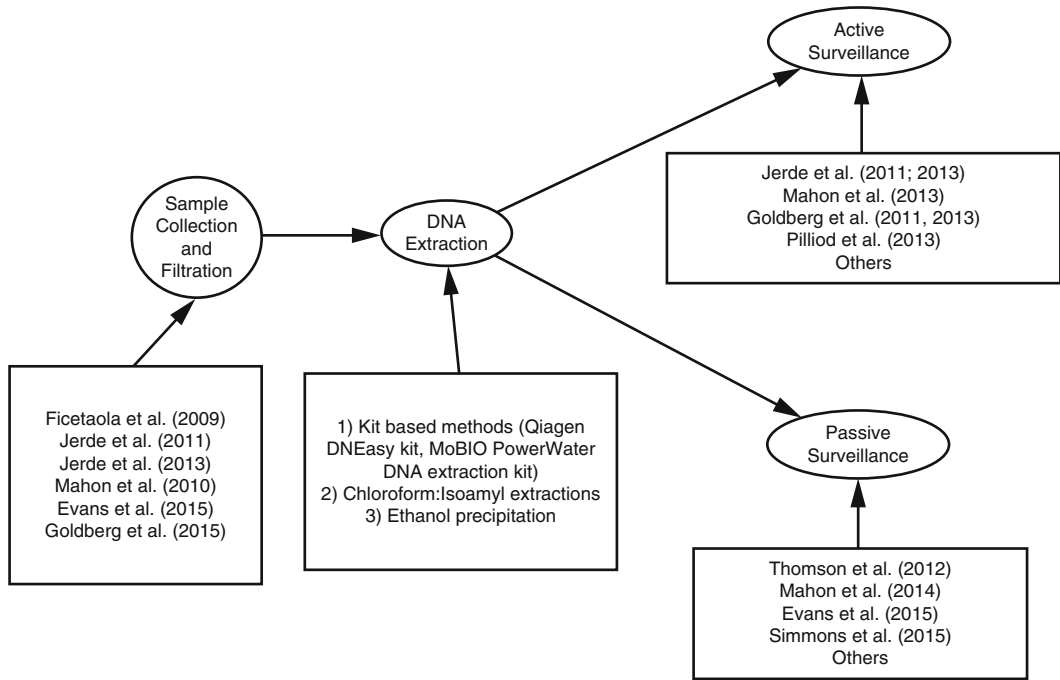 Active
Surveillance
Jerde et al. (2011; 2013)
Mahon et al. (2013)
Goldberg et al. (2011, 2013)
Pilliod et al. (2013)
Others
Sample
Collection
and
Filtration
DNA
Extraction
Ficetaola et al. (2009)
Jerde et al. (2011)
Jerde et al. (2013)
Mahon et al. (2010)
Evans et al. (2015)
Goldberg et al. (2015)
1) Kit based methods (Qiagen
DNEasy kit, MoBIO PowerWater
DNA extraction kit)
2) Chloroform:Isoamyl extractions
3) Ethanol precipitation
Passive
Surveillance
Thomson et al. (2012)
Mahon et al. (2014)
Evans et al. (2015)
Simmons et al. (2015)
Others